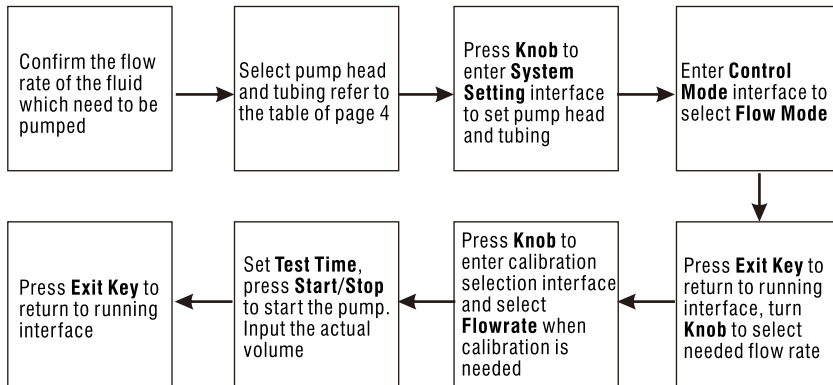 Confirm the flow
rate of the fluid
which need to be
pumped
Select pump head
and tubing refer to
the table of page 4
Press Knob to
enter System
Setting interface
to set pump head
and tubing
Enter Control
Mode interface to
select Flow Mode
Press Exit Key to
return to running
interface, turn
Knob to select
needed flow rate
Press Knob to
enter calibration
selection interface
and select
Flowrate when
calibration is
needed
Set Test Time,
press Start/Stop
to start the pump.
Input the actual
volume
Press Exit Key to
return to running
interface